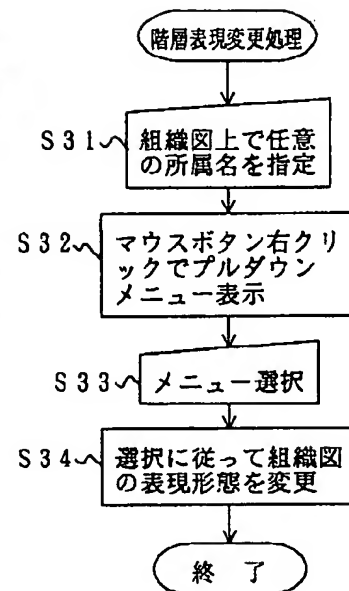 階層表現変更処理
S31 組織図上で任意
の所属名を指定
S32 マウスボタン右クリ
ックでプルダウン
メニュー表示
S33 メニュー選択
S34 選択に従って組織図
の表現形態を変更
終 了